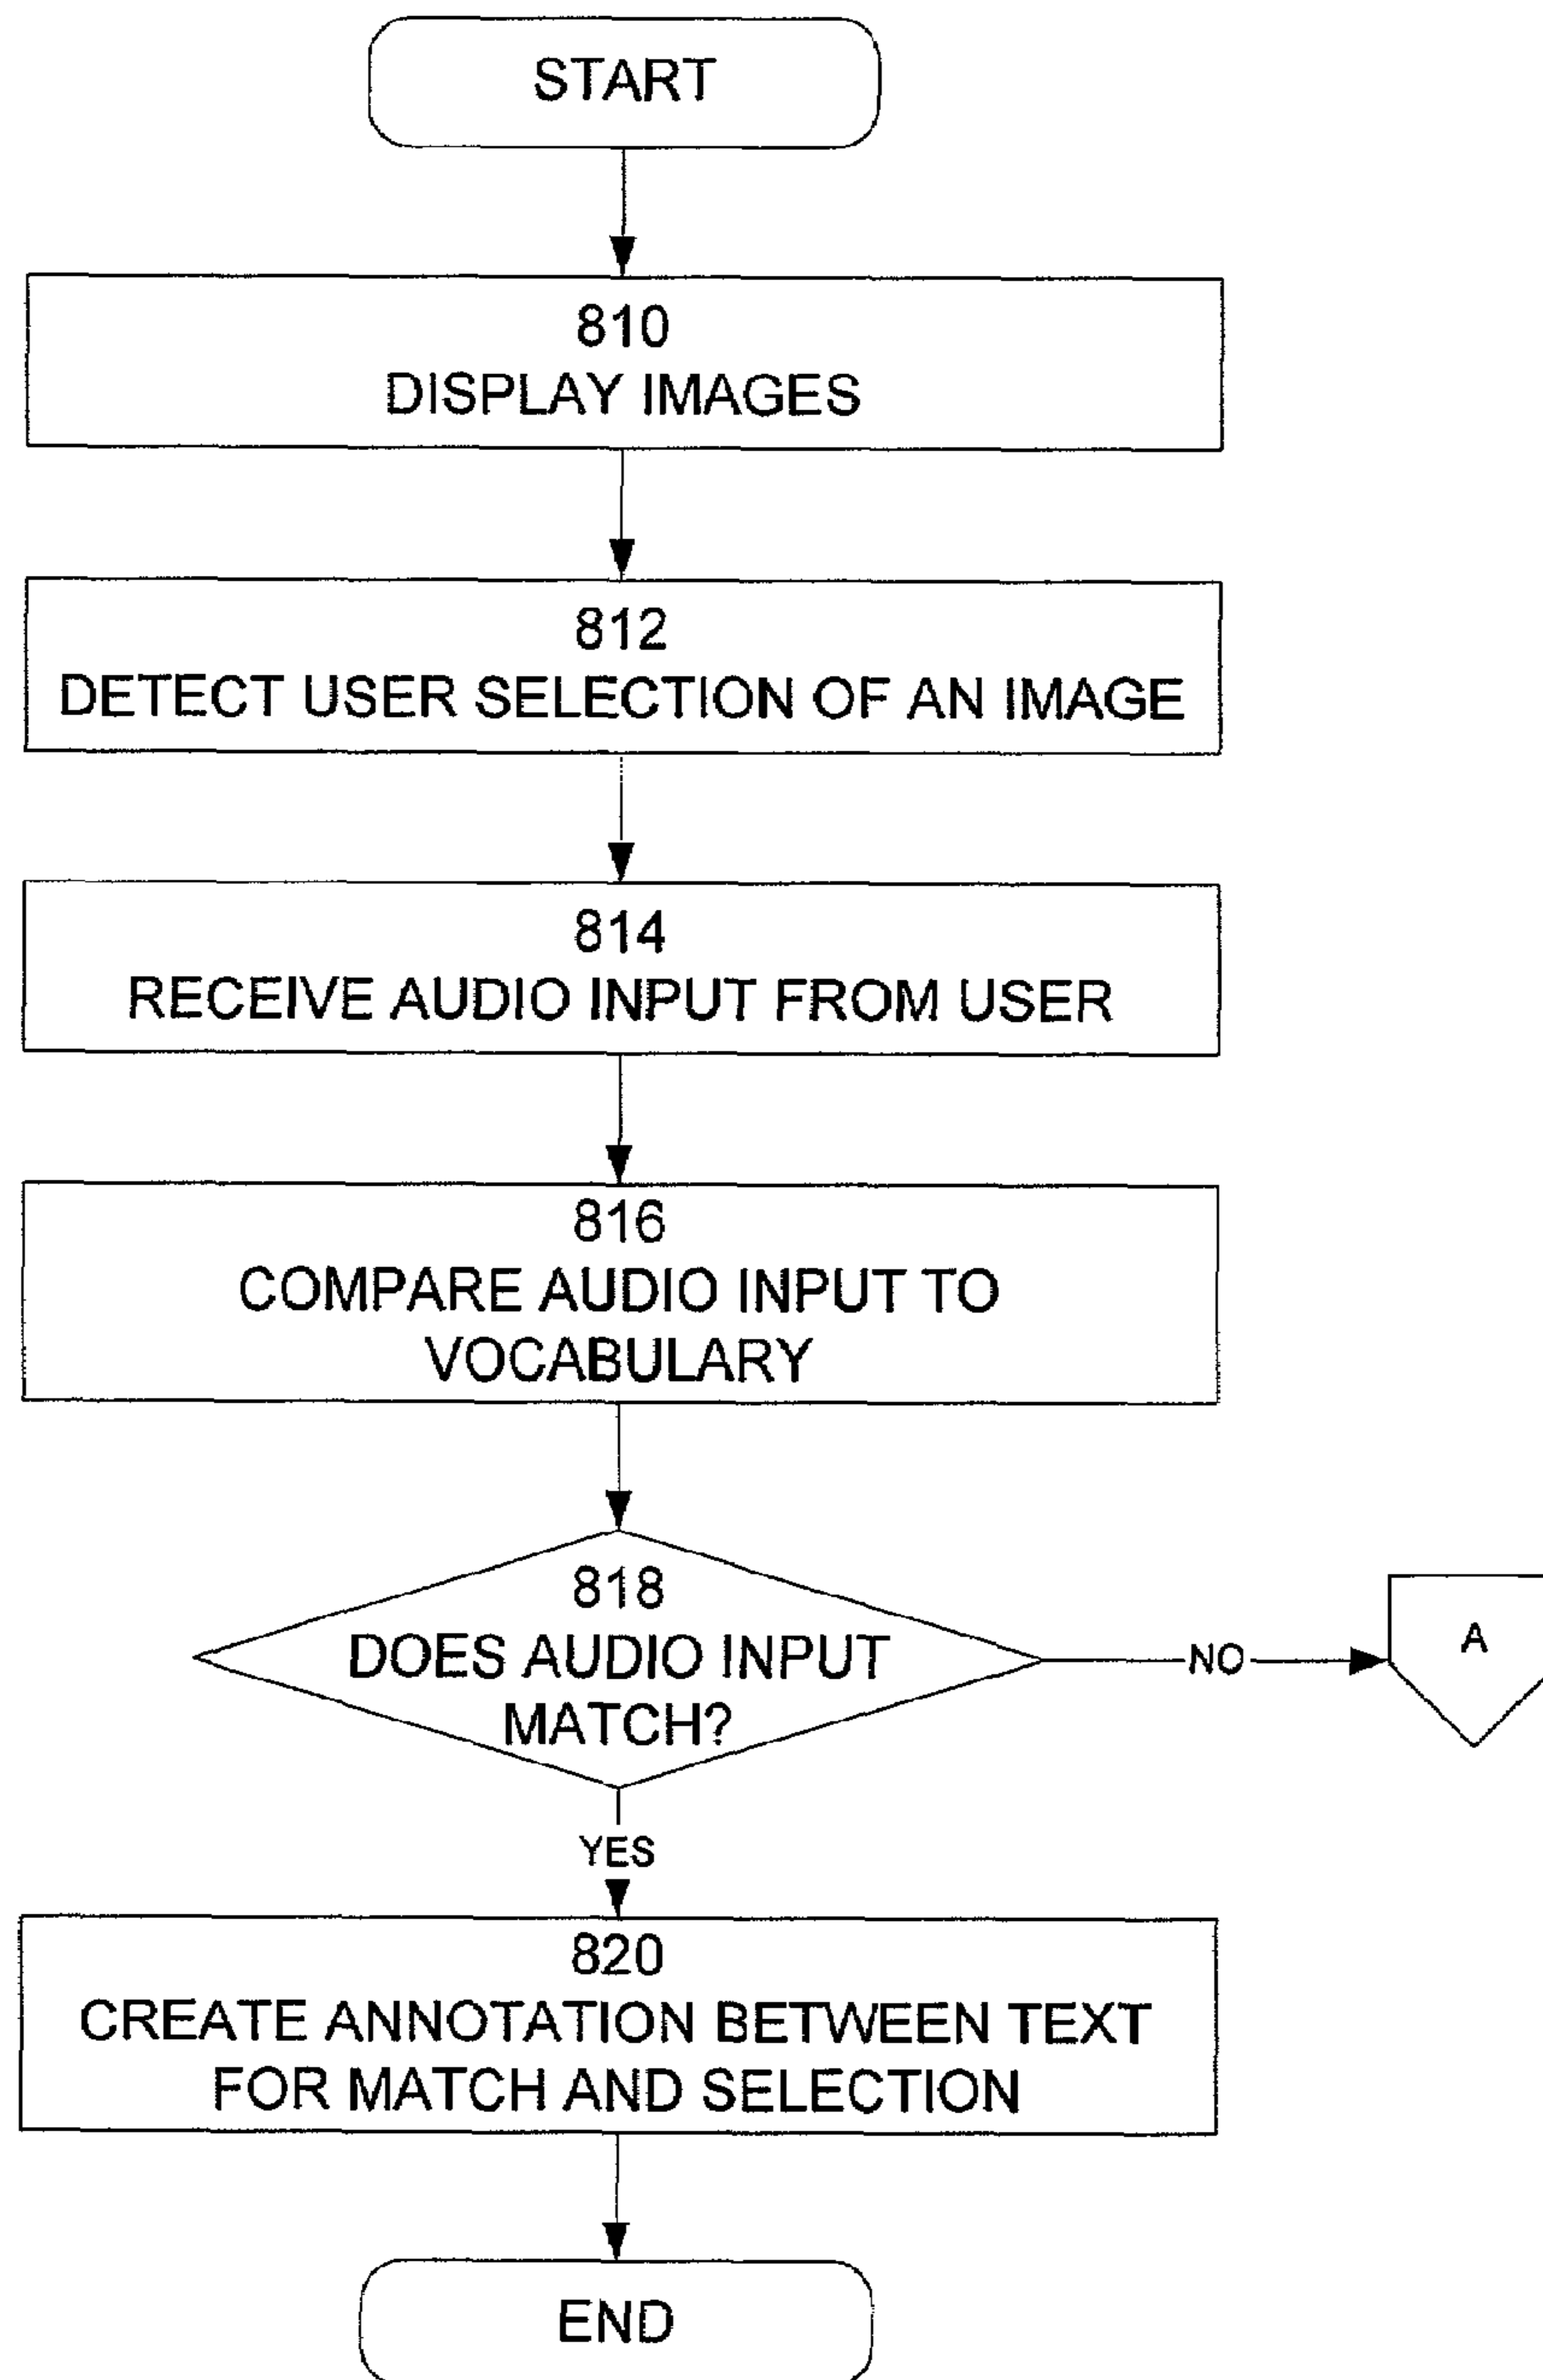 START
810
DISPLAY IMAGES
812
DETECT USER SELECTION OF AN IMAGE
814
RECEIVE AUDIO INPUT FROM USER
816
COMPARE AUDIO INPUT TO
VOCABULARY
818
DOES AUDIO INPUT
MATCH?
NO
A
YES
820
CREATE ANNOTATION BETWEEN TEXT
FOR MATCH AND SELECTION
END